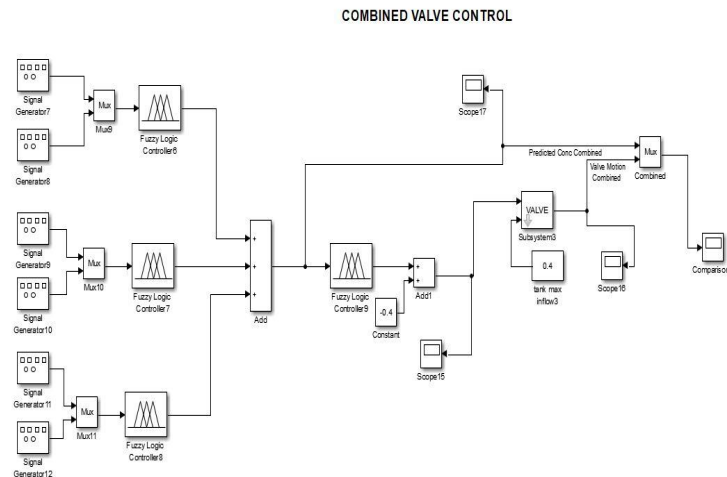 COMBINED VALVE CONTROL
Signal
Generator7
Mux
Mux9
Fuzzy Logic
Controller6
Signal
Generator8
Scope17
Predicted Conc Combined
Mux
Combined
Valve Motion
Combined
VALVE
Subsystem3
Comparison
Signal
Generator9
Mux
Mux10
Fuzzy Logic
Controller7
Signal
Generator10
+
+
+
Add
Fuzzy Logic
Controller9
+
+
Add1
-0.4
Constant
0.4
tank max
inflow3
Scope16
Scope15
Signal
Generator11
Mux
Mux11
Fuzzy Logic
Controller8
Signal
Generator12